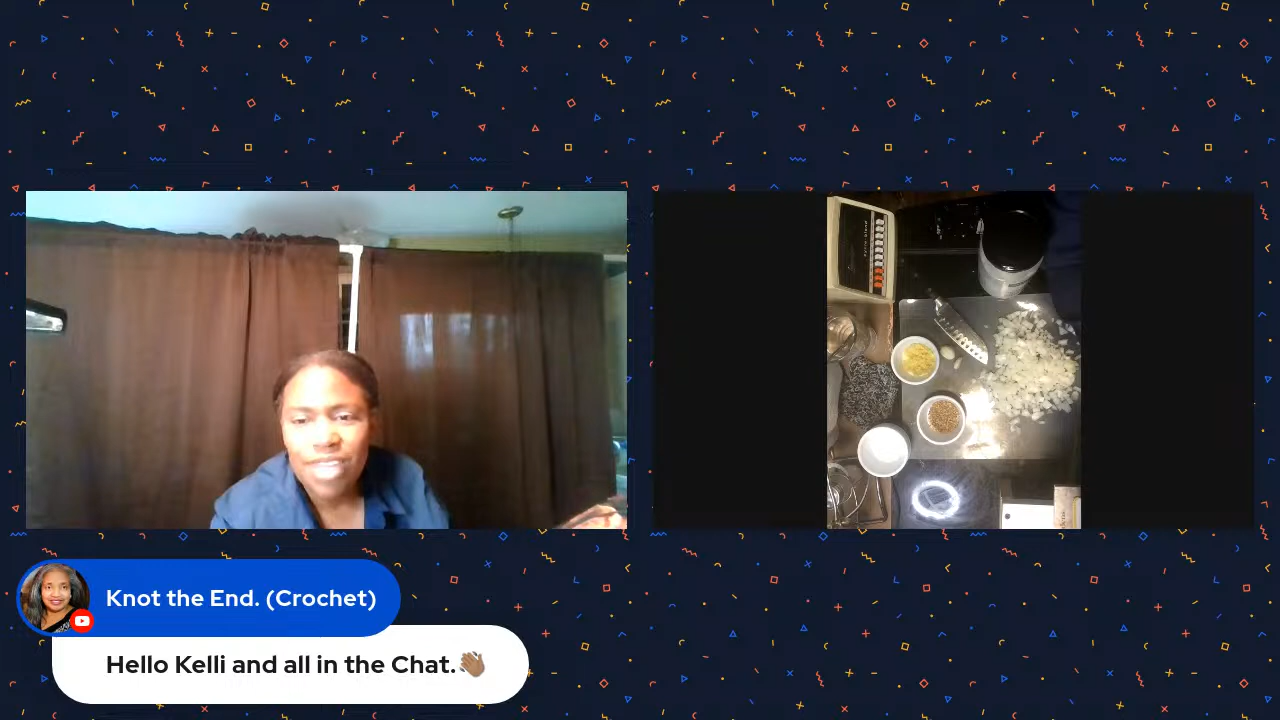 Knot the End. (Crochet)
Hello Kelli and all in the Chat.👋🏽